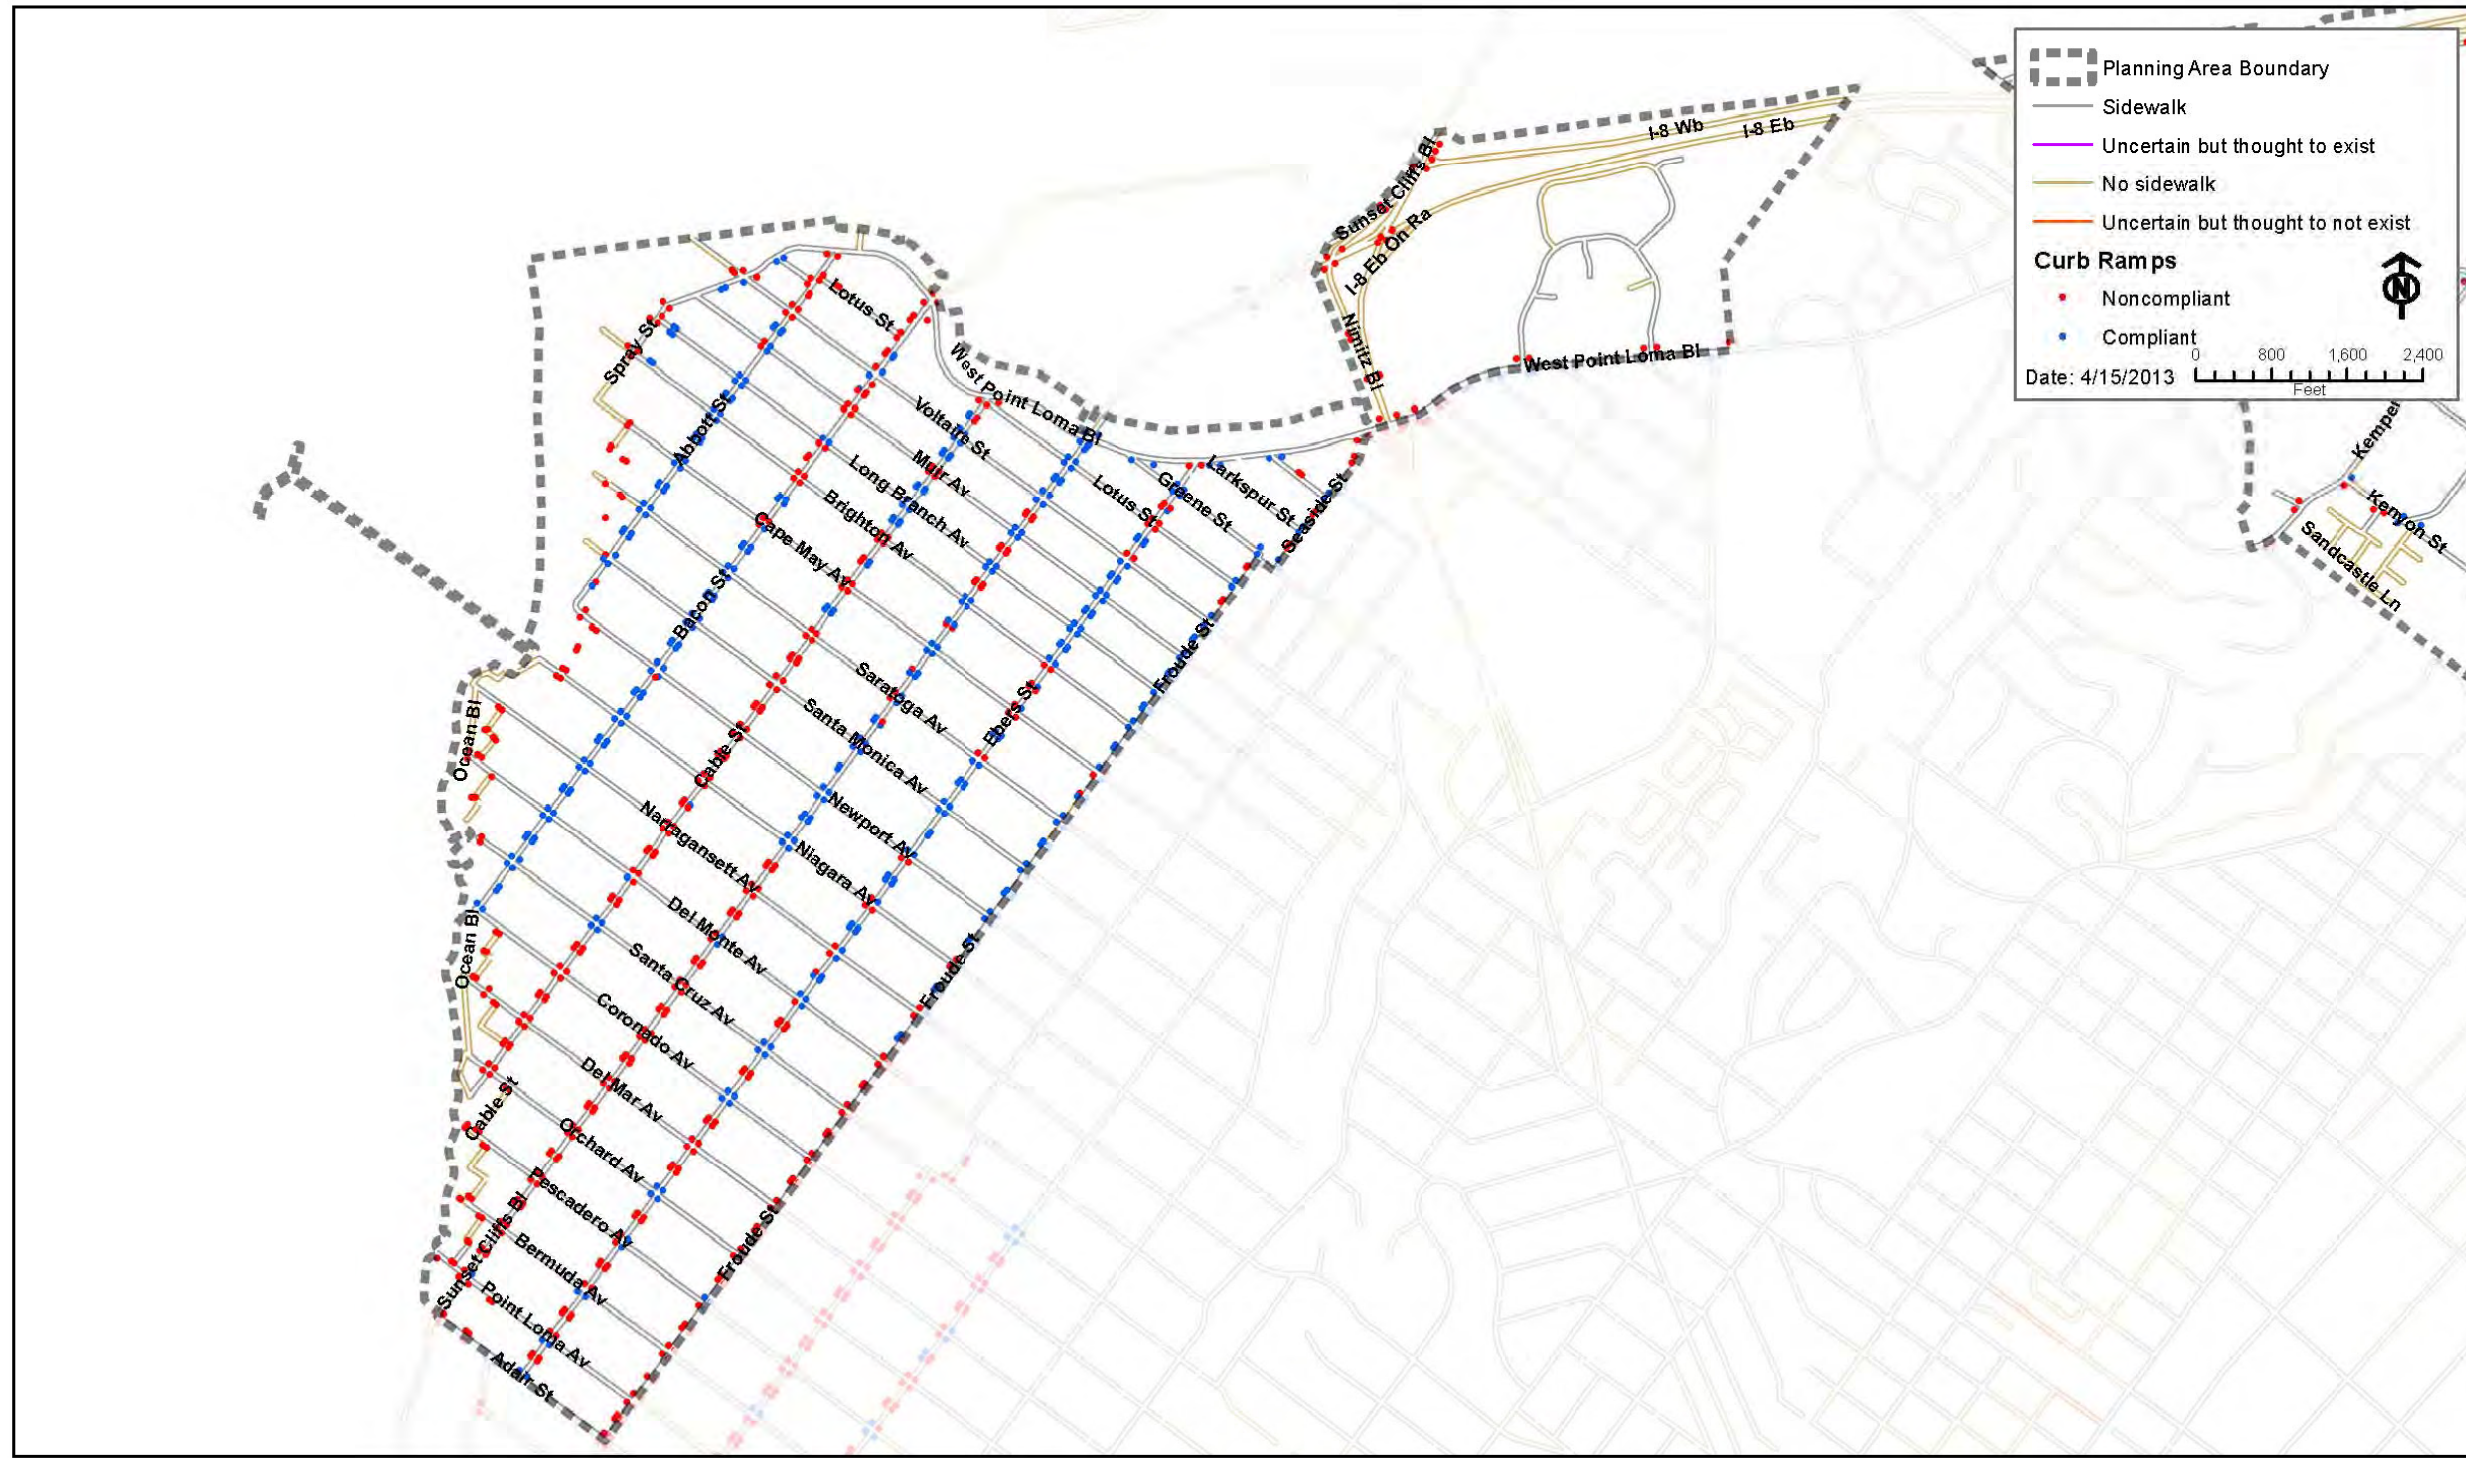 Planning Area Boundary
Sidewalk
Uncertain but thought to exist
No sidewalk
Uncertain but thought to not exist
Curb Ramps
Noncompliant
Compliant
N
0 800 1,600 2,400
Feet
Date: 4/15/2013
I-8 Wb
I-8 Eb
Sunset Cliffs Bl
I-8 Eb On Ra
Nimitz Bl
West Point Loma Bl
Lotus St
Spray St
West Point Loma Bl
Abbott St
Voltaire St
Muir Av
Long Branch Av
Brighton Av
Cape May Av
Lotus St
Greene St
Larkspur St
Seaside St
Kemper
Kenyon St
Sandcastle Ln
Bacon St
Froude St
Saratoga Av
Ebers St
Santa Monica Av
Ocean Bl
Cable St
Newport Av
Narragansett Av
Niagara Av
Del Monte Av
Ocean Bl
Froude St
Santa Cruz Av
Coronado Av
Del Mar Av
Cable St
Orchard Av
Pescadero Av
Sunset Cliffs Bl
Bermuda Av
Froude St
Point Loma Av
Adair St